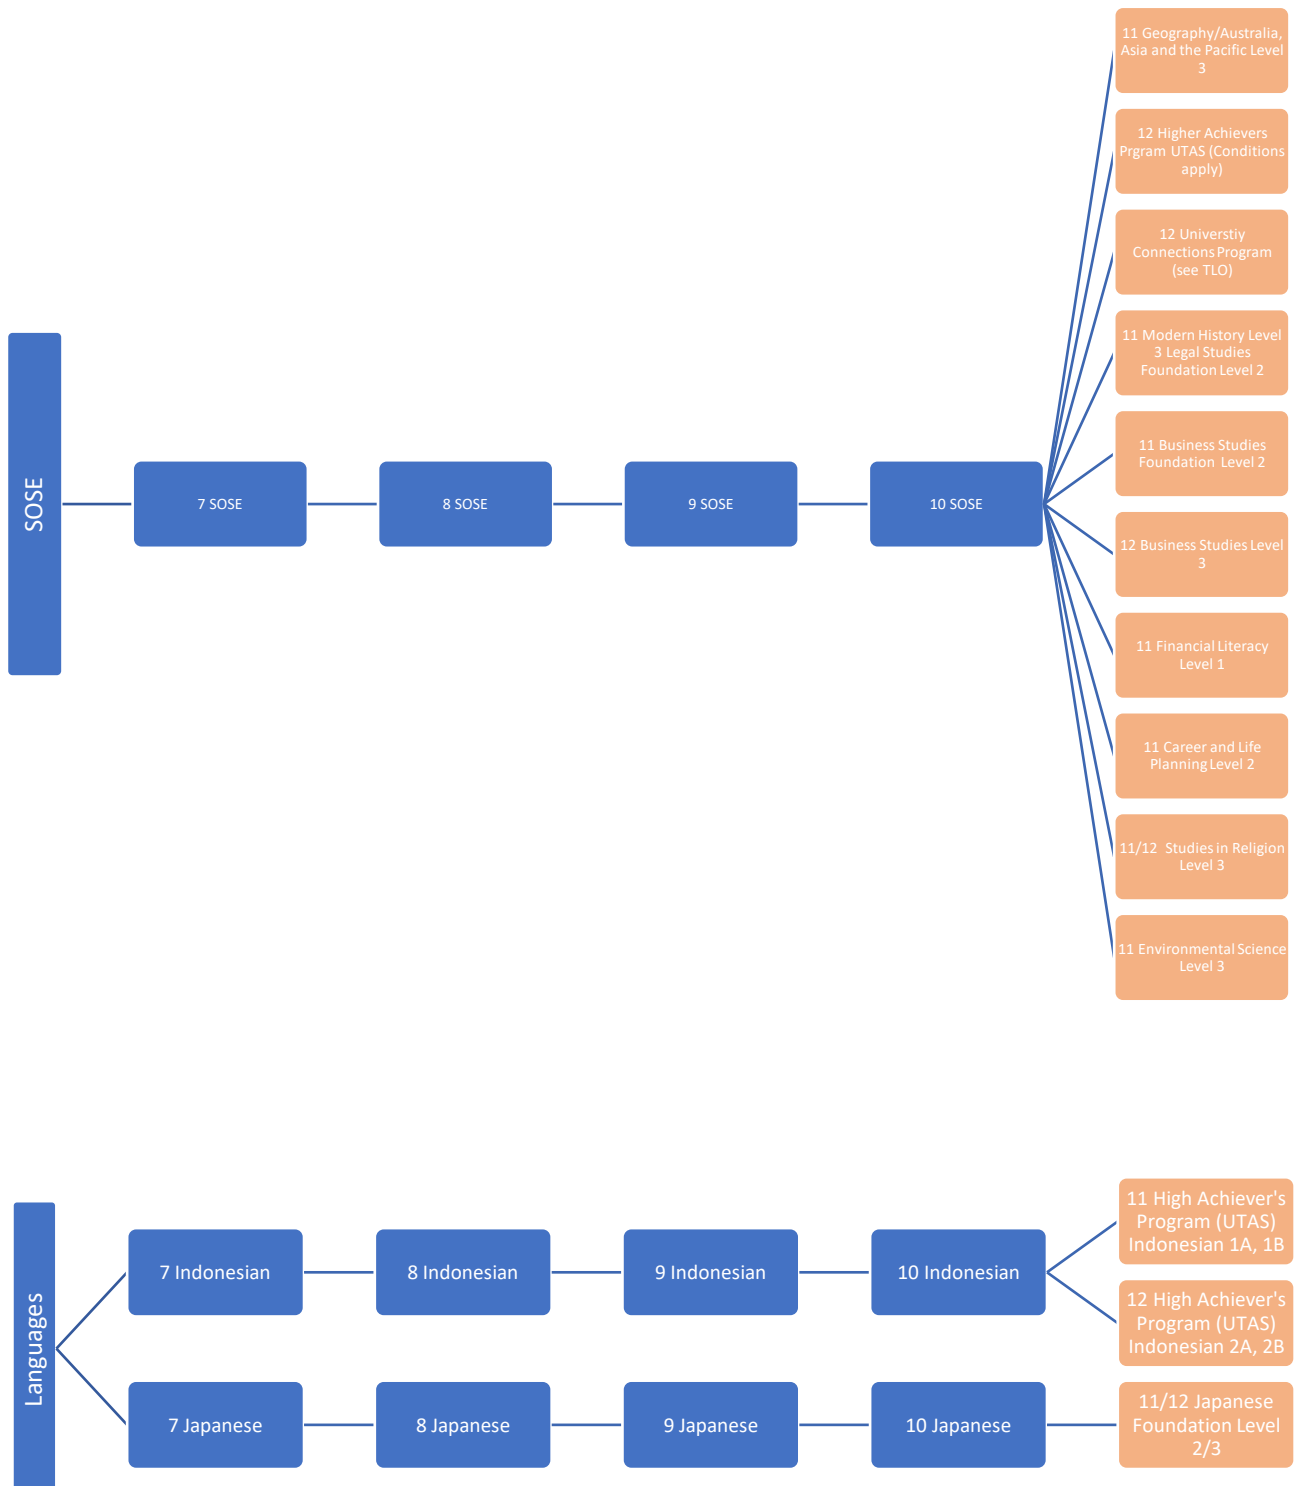 SOSE
7 SOSE
8 SOSE
9 SOSE
10 SOSE
11 Geography/Australia,
Asia and the Pacific Level
3
12 Higher Achievers
Prgram UTAS (Conditions
apply)
12 Universtiy
Connections Program
(see TLO)
11 Modern History Level
3 Legal Studies
Foundation Level 2
11 Business Studies
Foundation Level 2
12 Business Studies Level
3
11 Financial Literacy
Level 1
11 Career and Life
Planning Level 2
11/12 Studies in Religion
Level 3
11 Environmental Science
Level 3
Languages
7 Indonesian
8 Indonesian
9 Indonesian
10 Indonesian
11 High Achiever's
Program (UTAS)
Indonesian 1A, 1B
12 High Achiever's
Program (UTAS)
Indonesian 2A, 2B
7 Japanese
8 Japanese
9 Japanese
10 Japanese
11/12 Japanese
Foundation Level
2/3